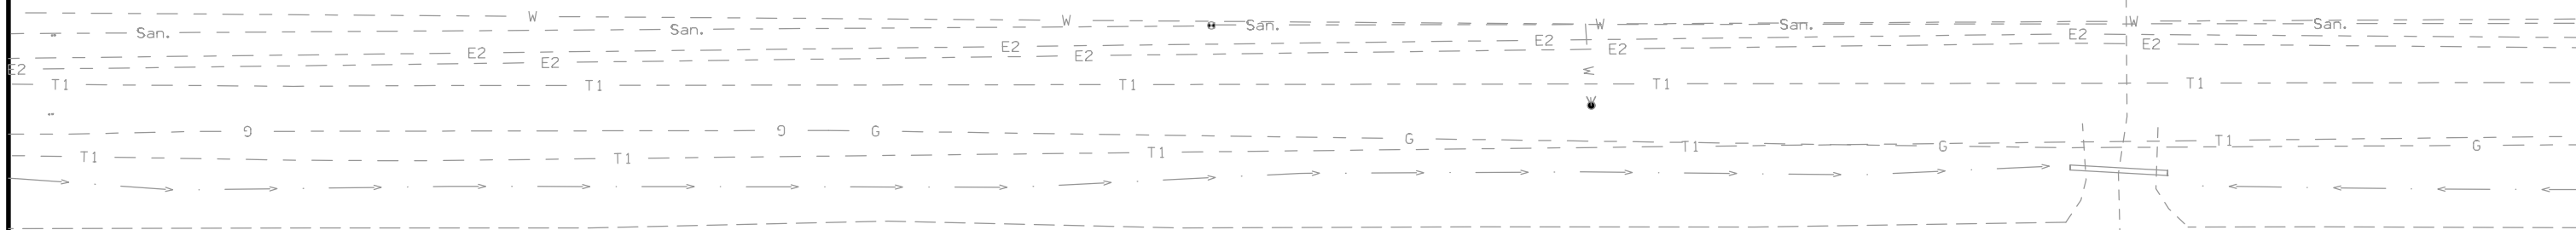 W W W W
San. San. San. San. San.
E2 E2 E2 E2
E2 E2 E2 E2 E2
T1 T1 T1 T1 T1
W
W
G G G G G G
T1 T1 T1 T1 T1